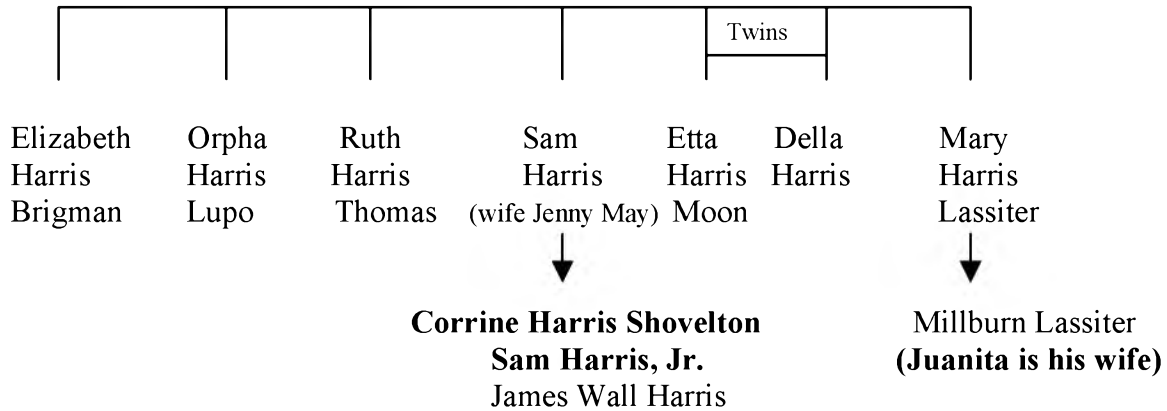 Twins
Elizabeth Orpha Ruth Sam Etta Della Mary
Harris Harris Harris Harris Harris Harris Harris
Brigman Lupo Thomas (wife Jenny May) Moon Lassiter
Corrine Harris Shovelton Millburn Lassiter
Sam Harris, Jr. (Juanita is his wife)
James Wall Harris